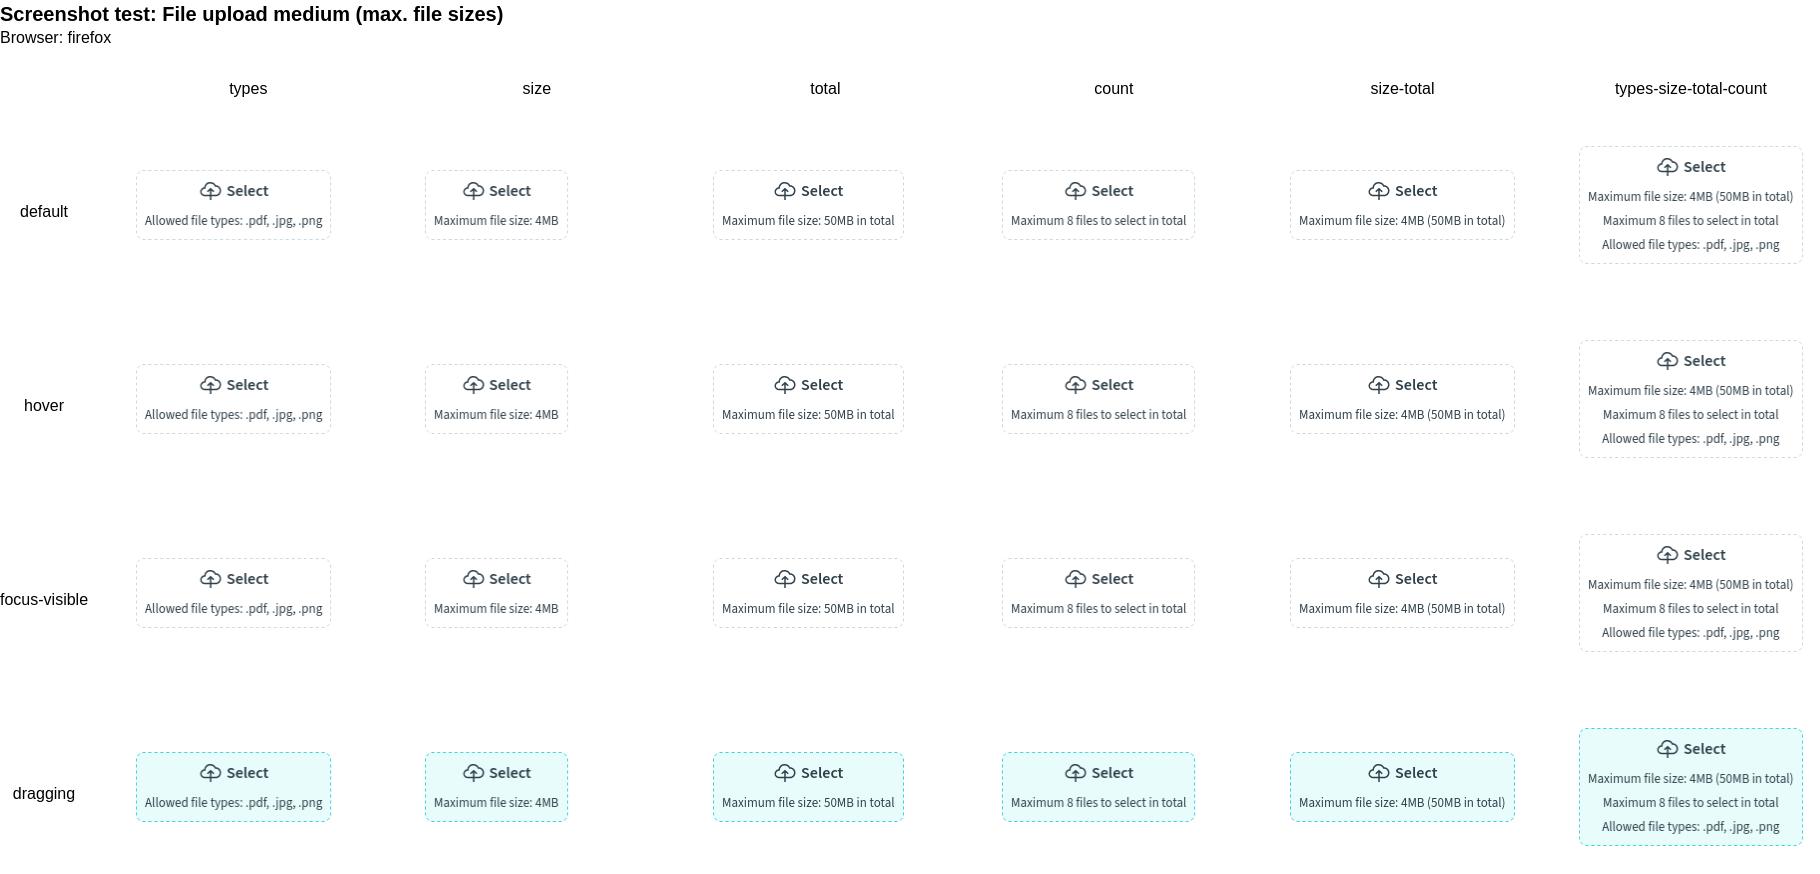 Screenshot test: File upload medium (max. file sizes)
Browser: firefox
types size total count size-total types-size-total-count
default
Select
Allowed file types: .pdf, .jpg, .png
Select
Maximum file size: 4MB
Select
Maximum file size: 50MB in total
Select
Maximum 8 files to select in total
Select
Maximum file size: 4MB (50MB in total)
Select
Maximum file size: 4MB (50MB in total)
Maximum 8 files to select in total
Allowed file types: .pdf, .jpg, .png
hover
Select
Allowed file types: .pdf, .jpg, .png
Select
Maximum file size: 4MB
Select
Maximum file size: 50MB in total
Select
Maximum 8 files to select in total
Select
Maximum file size: 4MB (50MB in total)
Select
Maximum file size: 4MB (50MB in total)
Maximum 8 files to select in total
Allowed file types: .pdf, .jpg, .png
focus-visible
Select
Allowed file types: .pdf, .jpg, .png
Select
Maximum file size: 4MB
Select
Maximum file size: 50MB in total
Select
Maximum 8 files to select in total
Select
Maximum file size: 4MB (50MB in total)
Select
Maximum file size: 4MB (50MB in total)
Maximum 8 files to select in total
Allowed file types: .pdf, .jpg, .png
dragging
Select
Allowed file types: .pdf, .jpg, .png
Select
Maximum file size: 4MB
Select
Maximum file size: 50MB in total
Select
Maximum 8 files to select in total
Select
Maximum file size: 4MB (50MB in total)
Select
Maximum file size: 4MB (50MB in total)
Maximum 8 files to select in total
Allowed file types: .pdf, .jpg, .png